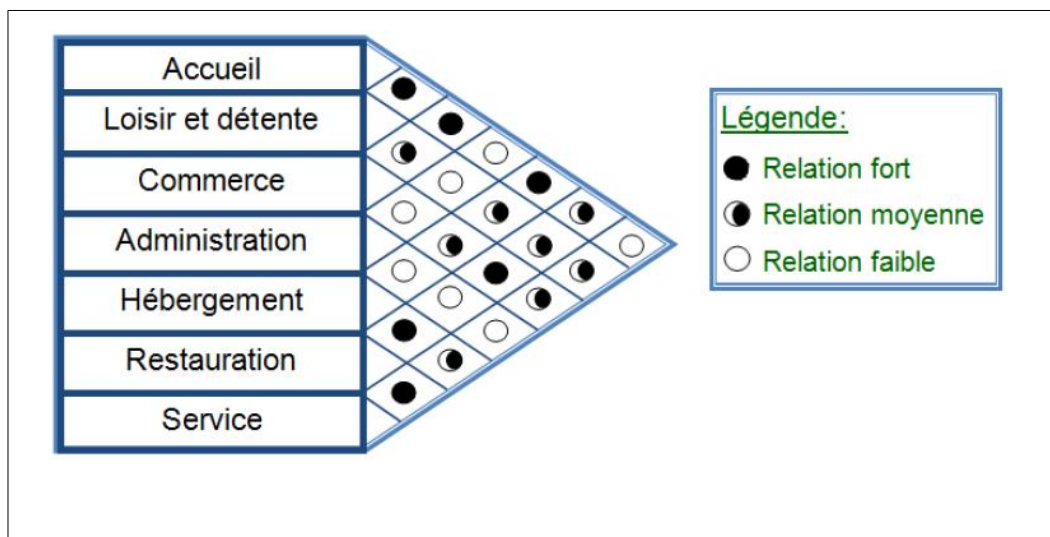 Accueil
Loisir et détente
Commerce
Administration
Hébergement
Restauration
Service
Légende:
Relation fort
Relation moyenne
Relation faible